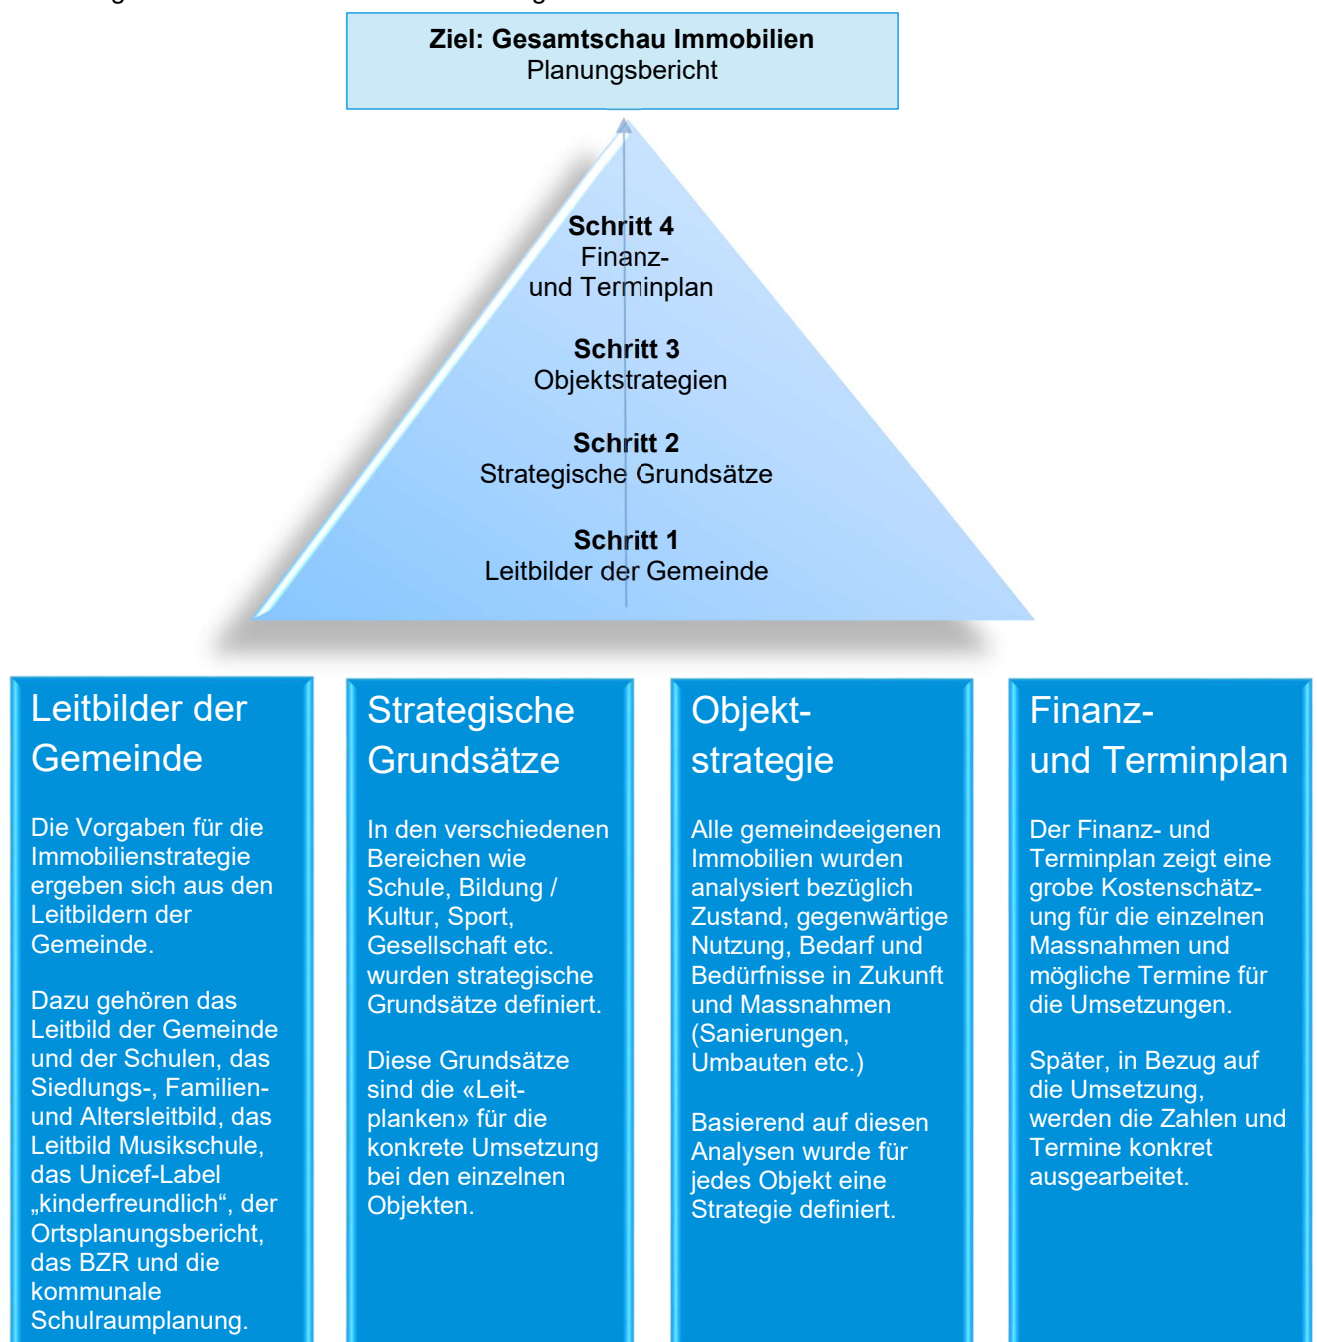 Ziel: Gesamtschau Immobilien
Planungsbericht
Schritt 4
Finanz-
und Terminplan
Schritt 3
Objektstrategien
Schritt 2
Strategische Grundsätze
Schritt 1
Leitbilder der Gemeinde
Leitbilder der
Gemeinde
Die Vorgaben für die
Immobilienstrategie
ergeben sich aus den
Leitbildern der
Gemeinde.
Dazu gehören das
Leitbild der Gemeinde
und der Schulen, das
Siedlungs-, Familien-
und Altersleitbild, das
Leitbild Musikschule,
das Unicef-Label
„kinderfreundlich“, der
Ortsplanungsbericht,
das BZR und die
kommunale
Schulraumplanung.
Strategische
Grundsätze
In den verschiedenen
Bereichen wie
Schule, Bildung /
Kultur, Sport,
Gesellschaft etc.
wurden strategische
Grundsätze definiert.
Diese Grundsätze
sind die «Leit-
planken» für die
konkrete Umsetzung
bei den einzelnen
Objekten.
Objekt-
strategie
Alle gemeindeeigenen
Immobilien wurden
analysiert bezüglich
Zustand, gegenwärtige
Nutzung, Bedarf und
Bedürfnisse in Zukunft
und Massnahmen
(Sanierungen,
Umbauten etc.)
Basierend auf diesen
Analysen wurde für
jedes Objekt eine
Strategie definiert.
Finanz-
und Terminplan
Der Finanz- und
Terminplan zeigt eine
grobe Kostenschätz-
ung für die einzelnen
Massnahmen und
mögliche Termine für
die Umsetzungen.
Später, in Bezug auf
die Umsetzung,
werden die Zahlen und
Termine konkret
ausgearbeitet.